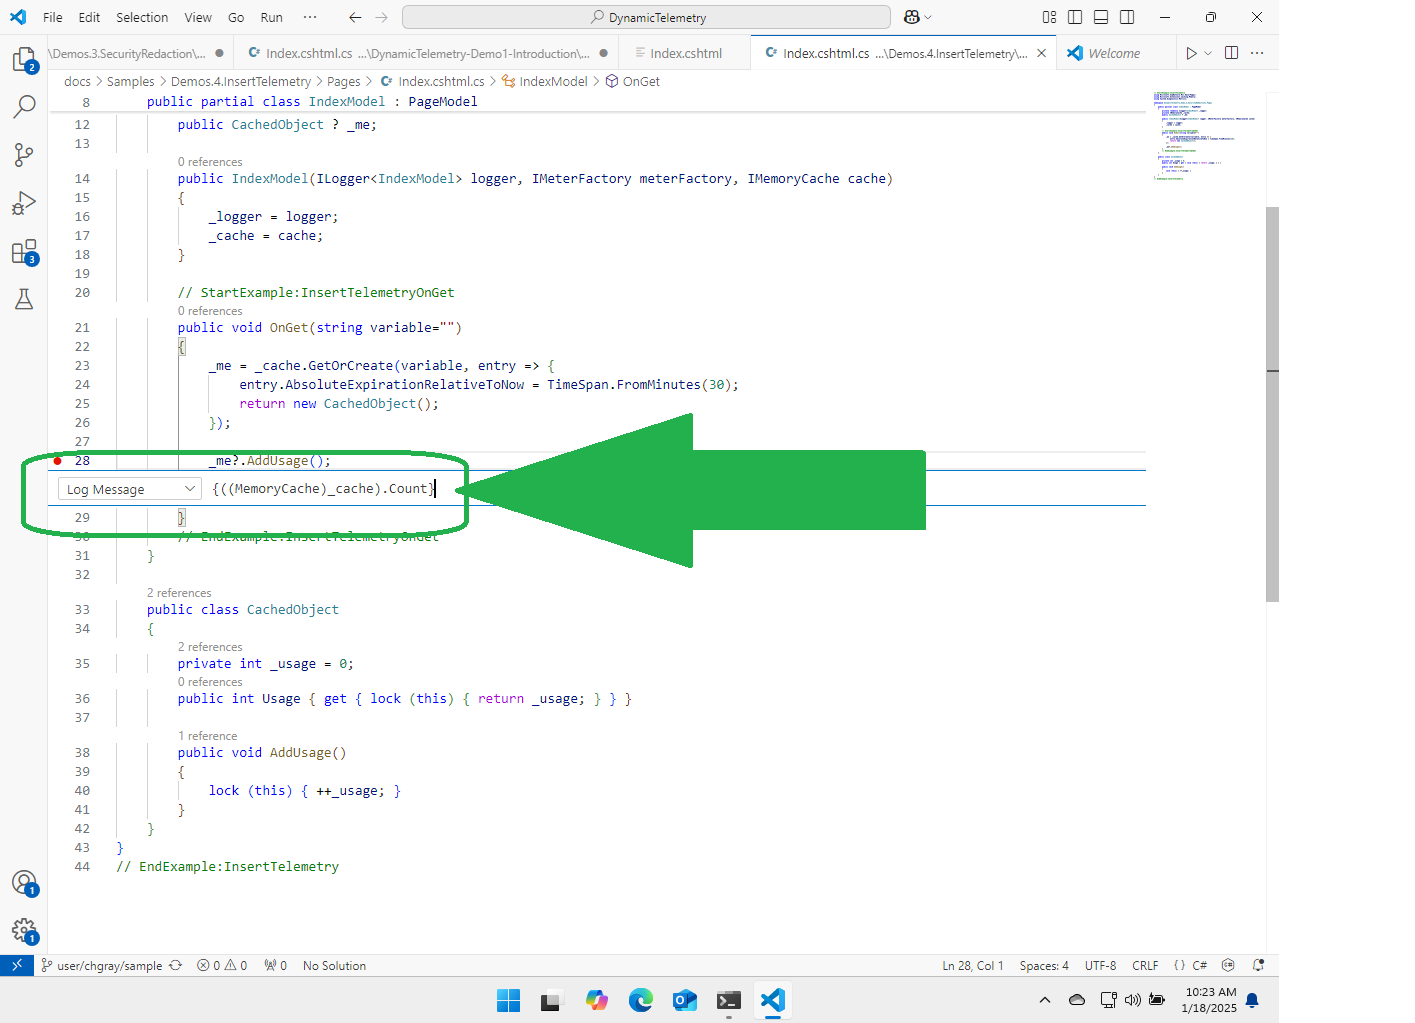 File Edit Selection View Go Run ··· DynamicTelemetry
\Demos.3.SecurityRedaction\... Index.cshtml.cs ...\DynamicTelemetry-Demo1-Introduction\... Index.cshtml Index.cshtml.cs ...\Demos.4.InsertTelemetry\... Welcome
docs > Samples > Demos.4.InsertTelemetry > Pages > Index.cshtml.cs > IndexModel > OnGet
8 public partial class IndexModel : PageModel
12 public CachedObject ? _me;
13
0 references
14 public IndexModel(ILogger<IndexModel> logger, IMeterFactory meterFactory, IMemoryCache cache)
15 {
16 _logger = logger;
17 _cache = cache;
18 }
19
20 // StartExample:InsertTelemetryOnGet
0 references
21 public void OnGet(string variable="")
22 {
23 _me = _cache.GetOrCreate(variable, entry => {
24 entry.AbsoluteExpirationRelativeToNow = TimeSpan.FromMinutes(30);
25 return new CachedObject();
26 });
27
28 _me?.AddUsage();
Log Message {((MemoryCache)_cache).Count}
29 }
30 // EndExample:InsertTelemetryOnGet
31 }
32
2 references
33 public class CachedObject
34 {
2 references
35 private int _usage = 0;
0 references
36 public int Usage { get { lock (this) { return _usage; } } }
37
1 reference
38 public void AddUsage()
39 {
40 lock (this) { ++_usage; }
41 }
42 }
43 }
44 // EndExample:InsertTelemetry
2
3
1
1
user/chgray/sample 0 0 0 No Solution Ln 28, Col 1 Spaces: 4 UTF-8 CRLF {} C#
10:23 AM
1/18/2025